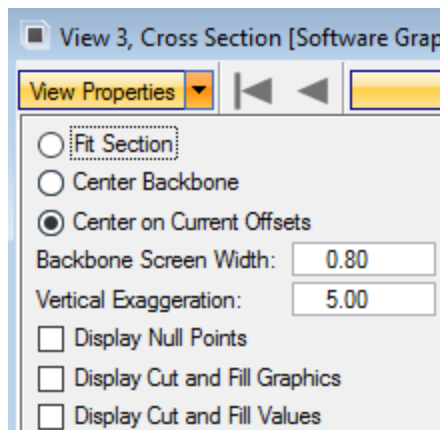 View 3, Cross Section [Software Grap
View Properties
Fit Section
Center Backbone
Center on Current Offsets
Backbone Screen Width: 0.80
Vertical Exaggeration: 5.00
Display Null Points
Display Cut and Fill Graphics
Display Cut and Fill Values